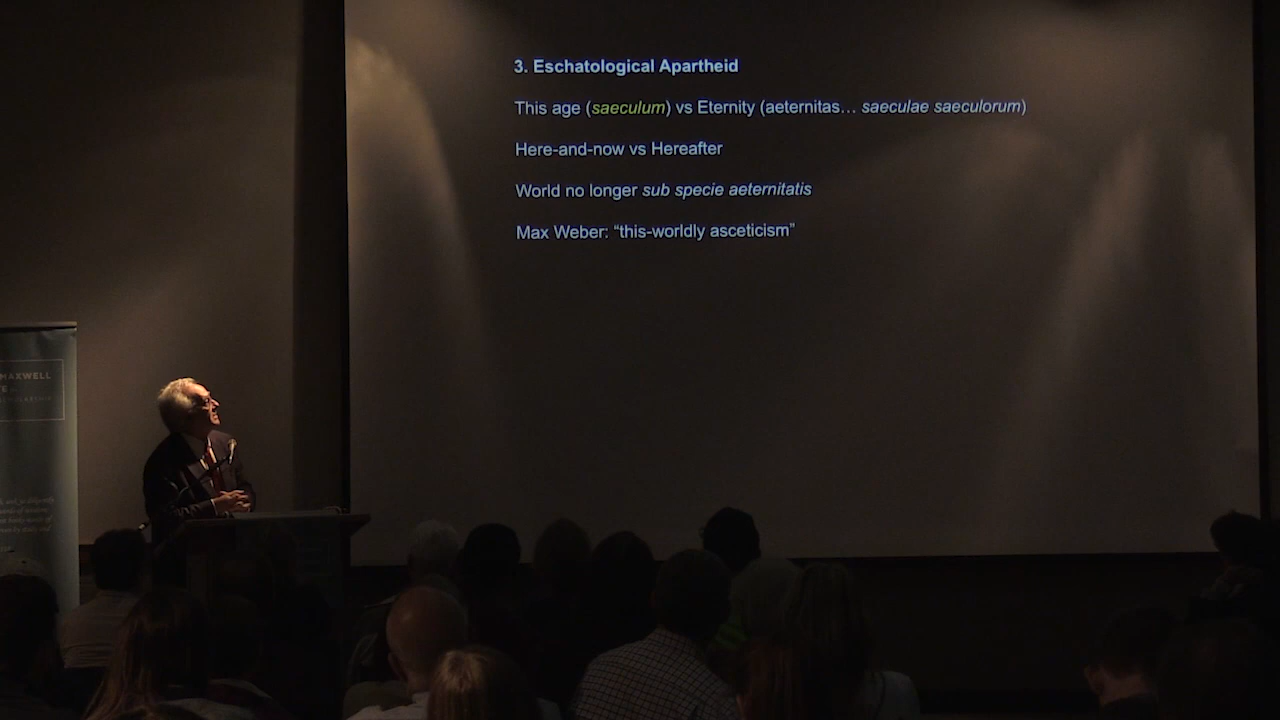 3. Eschatological Apartheid
This age (saeculum) vs Eternity (aeternitas… saeculae saeculorum)
Here-and-now vs Hereafter
World no longer sub specie aeternitatis
Max Weber: “this-worldly asceticism”
MAXWELL